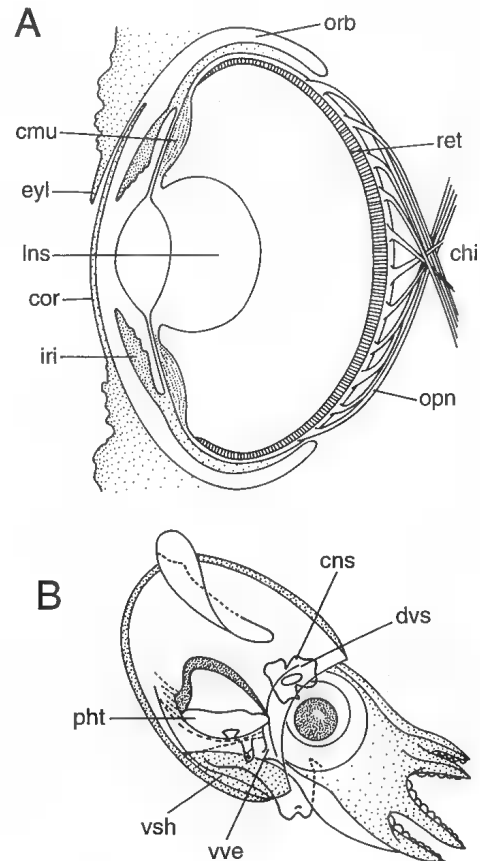 A
orb
cmu
ret
eyl
chi
lns
cor
iri
opn
B
cns
dvs
pht
vsh
vve